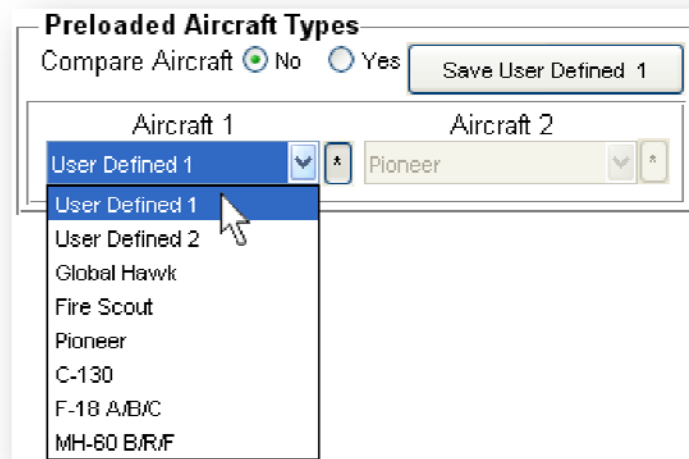 Preloaded Aircraft Types
Compare Aircraft No Yes Save User Defined 1
Aircraft 1 Aircraft 2
User Defined 1 * Pioneer *
User Defined 1
User Defined 2
Global Hawk
Fire Scout
Pioneer
C-130
F-18 A/B/C
MH-60 B/R/F